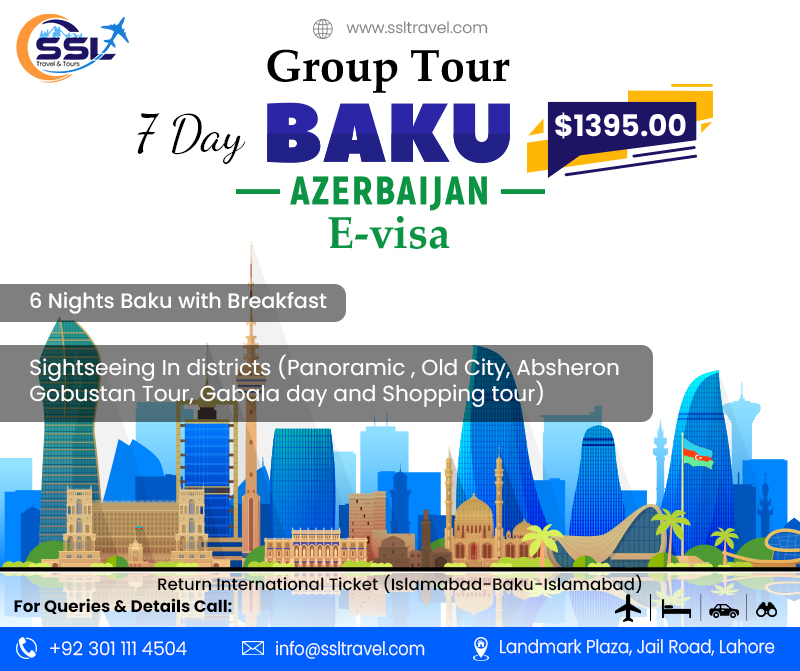 SSL
Travel & Tours
www.ssltravel.com
Group Tour
7 Day BAKU $1395.00
AZERBAIJAN
E-visa
6 Nights Baku with Breakfast
Sightseeing In districts (Panoramic , Old City, Absheron
Gobustan Tour, Gabala day and Shopping tour)
Return International Ticket (Islamabad-Baku-Islamabad)
For Queries & Details Call:
+92 301 111 4504 info@ssltravel.com Landmark Plaza, Jail Road, Lahore